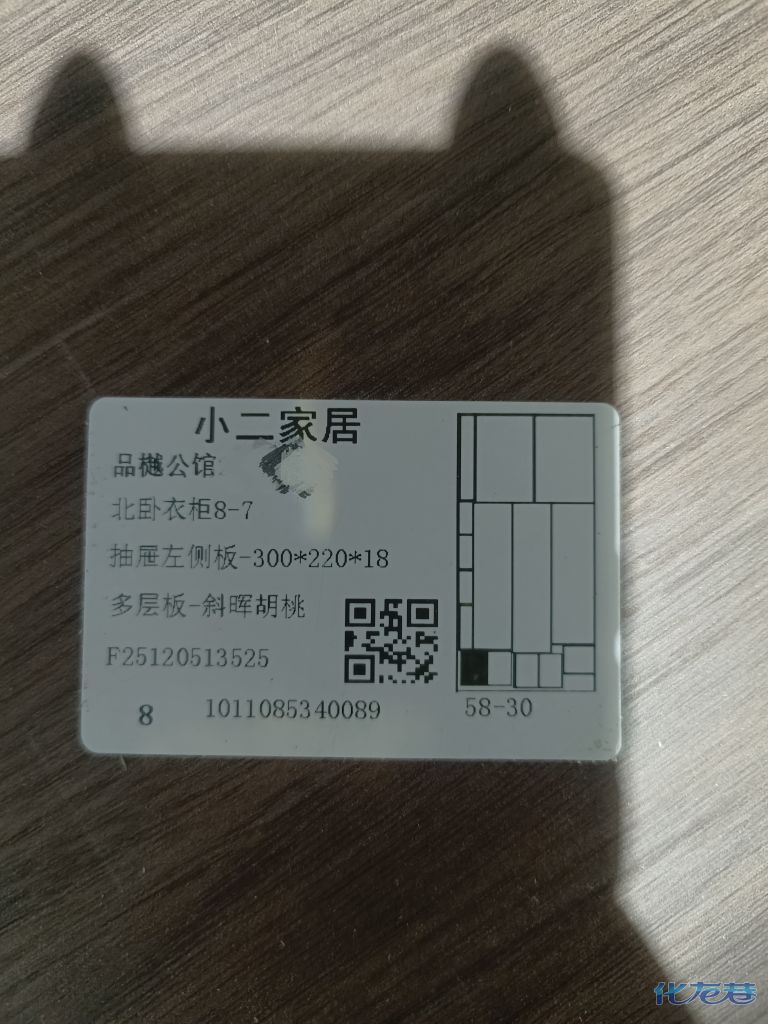 小二家居
品樾公馆
北卧衣柜8-7
抽屉左侧板-300*220*18
多层板-斜晖胡桃
F25120513525
8
1011085340089
58-30
化龙巷